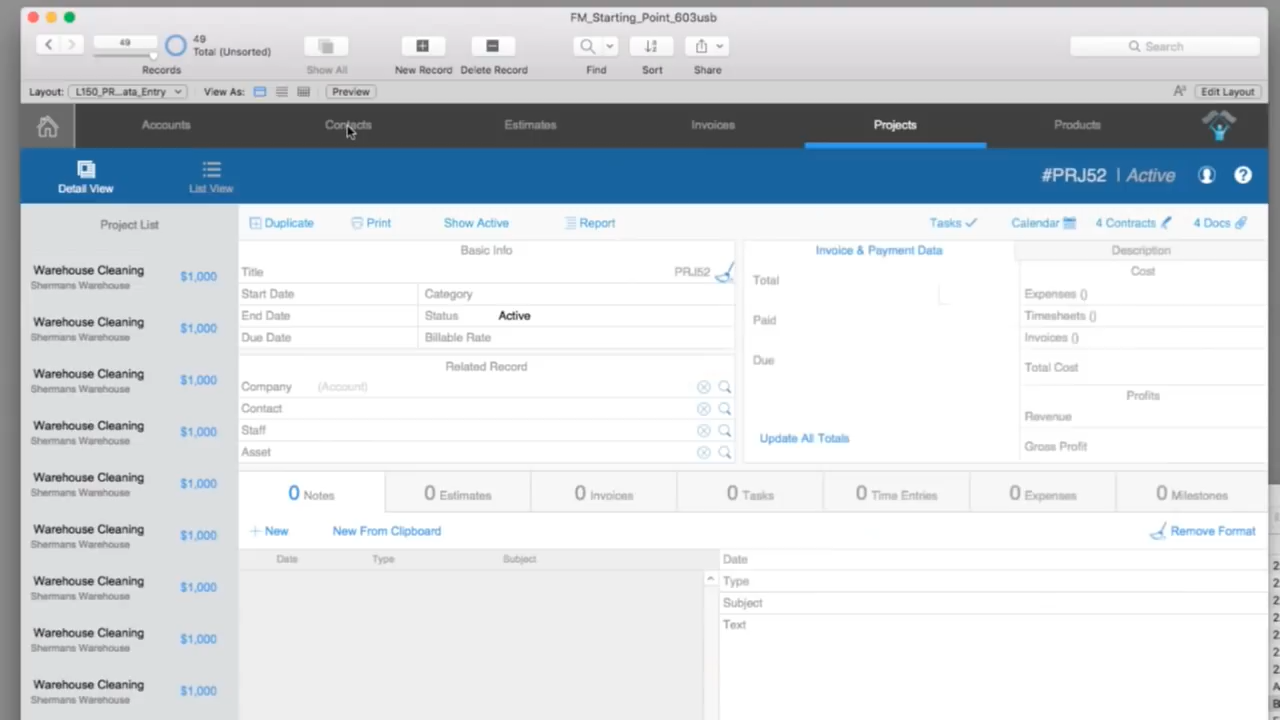 FM_Starting_Point_603usb
49
49
Total (Unsorted)
Records
Show All
New Record
Delete Record
Find
Sort
Share
Search
Layout: L150_PR...ata_Entry
View As:
Preview
Edit Layout
Accounts
Contacts
Estimates
Invoices
Projects
Products
Detail View
List View
#PRJ52 | Active
?
Project List
Duplicate
Print
Show Active
Report
Tasks
Calendar
4 Contracts
4 Docs
Warehouse Cleaning $1,000
Shermans Warehouse
Warehouse Cleaning $1,000
Shermans Warehouse
Warehouse Cleaning $1,000
Shermans Warehouse
Warehouse Cleaning $1,000
Shermans Warehouse
Warehouse Cleaning $1,000
Shermans Warehouse
Warehouse Cleaning $1,000
Shermans Warehouse
Warehouse Cleaning $1,000
Shermans Warehouse
Warehouse Cleaning $1,000
Shermans Warehouse
Warehouse Cleaning $1,000
Shermans Warehouse
Basic Info
Title PRJ52
Start Date Category
End Date Status Active
Due Date Billable Rate
Related Record
Company (Account)
Contact
Staff
Asset
Invoice & Payment Data
Description
Total
Paid
Due
Update All Totals
Cost
Expenses ()
Timesheets ()
Invoices ()
Total Cost
Profits
Revenue
Gross Profit
0 Notes
0 Estimates
0 Invoices
0 Tasks
0 Time Entries
0 Expenses
0 Milestones
+ New
New From Clipboard
Remove Format
Date Type Subject
Date
Type
Subject
Text